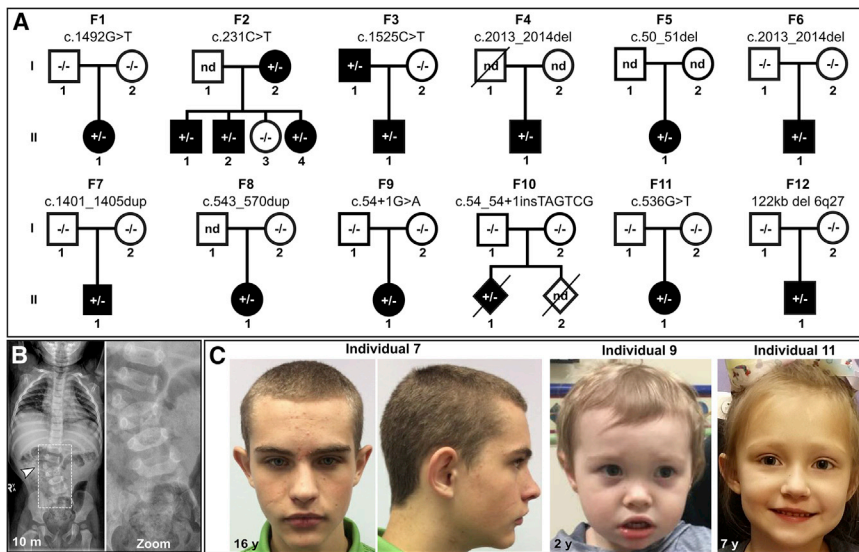 A
F1 F2 F3 F4 F5 F6
c.1492G>T c.231C>T c.1525C>T c.2013_2014del c.50_51del c.2013_2014del
I -/- -/- nd +/- +/- -/- nd nd nd nd -/- -/-
1 2 1 2 1 2 1 2 1 2 1 2
II +/- +/- +/- -/- +/- +/- +/- +/- +/-
1 1 2 3 4 1 1 1 1
F7 F8 F9 F10 F11 F12
c.1401_1405dup c.543_570dup c.54+1G>A c.54_54+1insTAGTCG c.536G>T 122kb del 6q27
I -/- -/- nd -/- -/- -/- -/- -/- -/- -/- -/- -/-
1 2 1 2 1 2 1 2 1 2 1 2
II +/- +/- +/- +/- nd +/- +/-
1 1 1 1 2 1 1
B
10 m Zoom
C
Individual 7 Individual 9 Individual 11
16 y 2 y 7 y